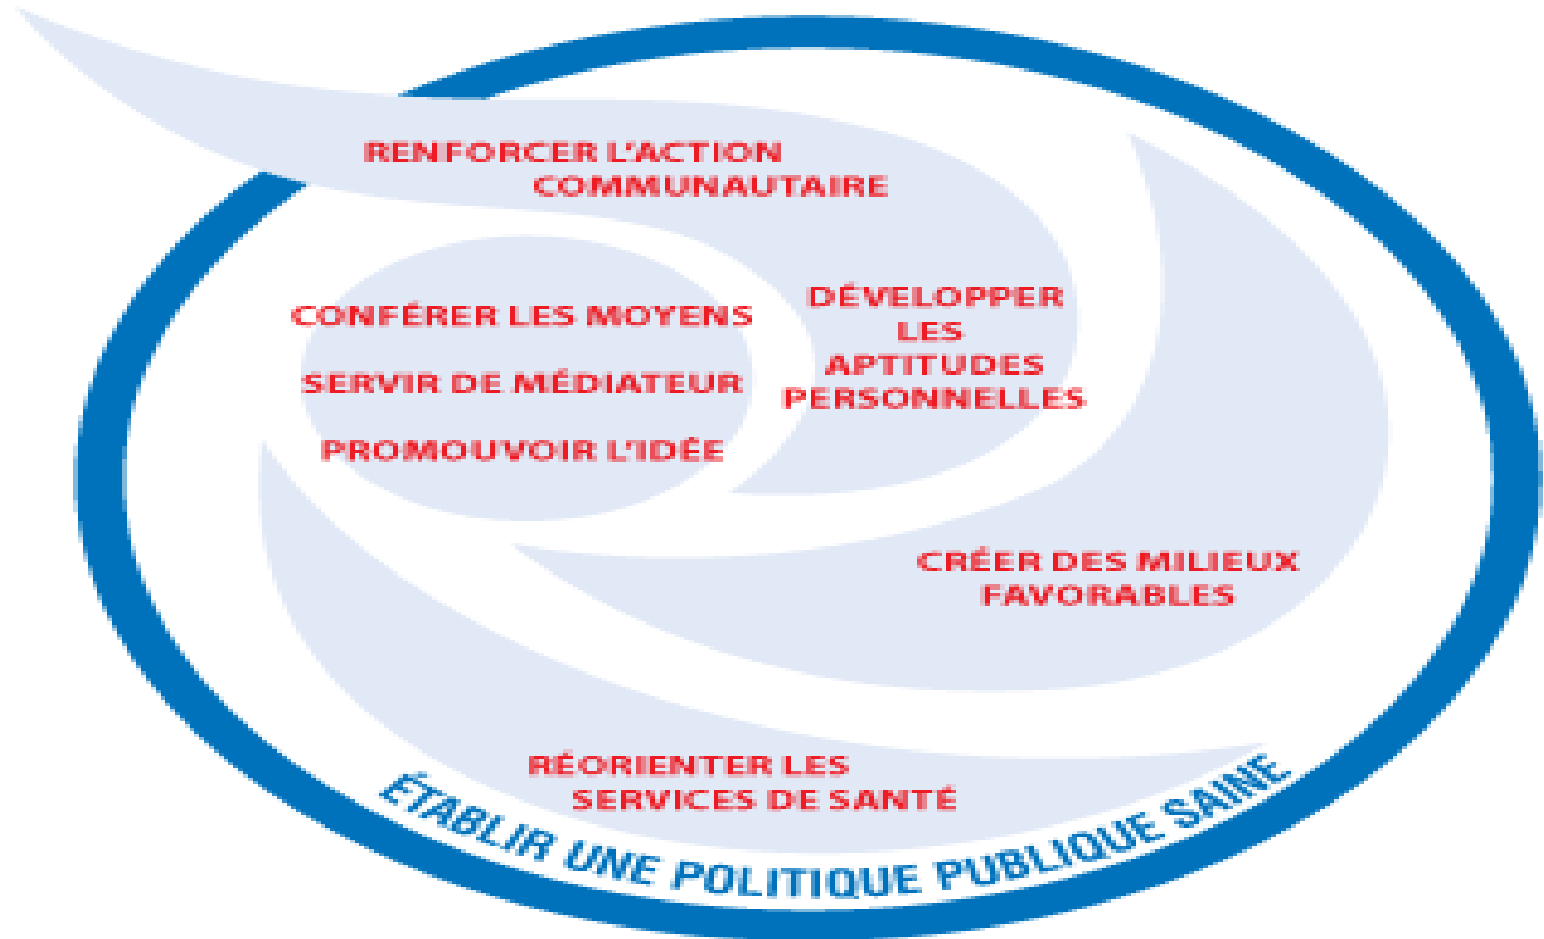 RENFORCER L'ACTION
COMMUNAUTAIRE
CONFÉRER LES MOYENS
SERVIR DE MÉDIATEUR
PROMOUVOIR L'IDÉE
DÉVELOPPER
LES
APTITUDES
PERSONNELLES
CRÉER DES MILIEUX
FAVORABLES
RÉORIENTER LES
SERVICES DE SANTÉ
ÉTABLIR UNE POLITIQUE PUBLIQUE SAINE